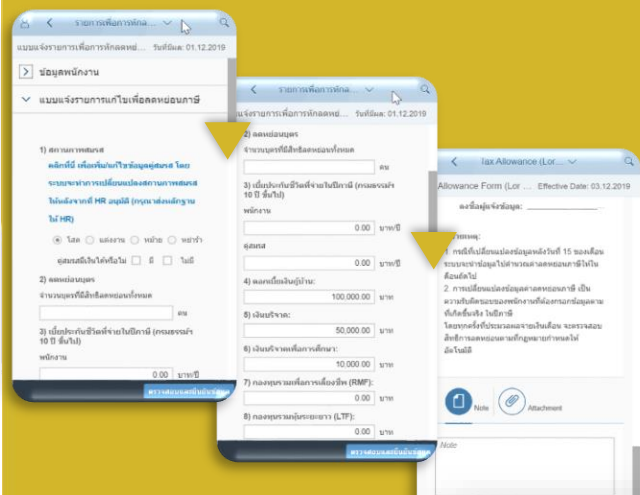 รายการเพื่อการหักล...
แบบแจ้งรายการเพื่อการหักลดหย่... วันที่มีผล: 01.12.2019
ข้อมูลพนักงาน
แบบแจ้งรายการแก้ไขเพื่อลดหย่อนภาษี
1) สถานภาพสมรส
คลิกที่นี่ เพื่อเพิ่ม/แก้ไขข้อมูลคู่สมรส โดย
ระบบจะทำการเปลี่ยนแปลงสถานภาพสมรส
ให้หลังจากที่ HR อนุมัติ (กรุณาส่งหลักฐาน
ให้ HR)
โสด แต่งงาน หม้าย หย่าร้า
คู่สมรสมีเงินได้หรือไม่ มี ไม่มี
2) ลดหย่อนบุตร
จำนวนบุตรที่มีสิทธิลดหย่อนทั้งหมด
คน
3) เบี้ยประกันชีวิตที่จ่ายในปีภาษี (กรมธรรม์ฯ
10 ปี ขึ้นไป)
พนักงาน
0.00 บาท/ปี
ตรวจสอบและยืนยันข้อมูล
รายการเพื่อการหักล...
แจ้งรายการเพื่อการหักลดหย่... วันที่มีผล: 01.12.2019
2) ลดหย่อนบุตร
จำนวนบุตรที่มีสิทธิลดหย่อนทั้งหมด
คน
3) เบี้ยประกันชีวิตที่จ่ายในปีภาษี (กรมธรรม์ฯ
10 ปี ขึ้นไป)
พนักงาน
0.00 บาท/ปี
คู่สมรส
0.00 บาท/ปี
4) ดอกเบี้ยเงินกู้บ้าน:
100,000.00 บาท
5) เงินบริจาค:
50,000.00 บาท
6) เงินบริจาคเพื่อการศึกษา:
10,000.00 บาท
7) กองทุนรวมเพื่อการเลี้ยงชีพ (RMF):
0.00 บาท
8) กองทุนรวมหุ้นระยะยาว (LTF):
0.00 บาท
ตรวจสอบและยืนยันข้อมูล
Tax Allowance (Lor...
Allowance Form (Lor ... Effective Date: 03.12.2019
ลงชื่อผู้แจ้งข้อมูล:
1. กรณีที่เปลี่ยนแปลงข้อมูลหลังวันที่ 15 ของเดือน
ระบบจะนำข้อมูลไปคำนวณค่าลดหย่อนภาษีให้ใน
เดือนถัดไป
2. การเปลี่ยนแปลงข้อมูลค่าลดหย่อนภาษี เป็น
ความรับผิดชอบของพนักงานที่ต้องกรอกข้อมูลตาม
ที่เกิดขึ้นจริง ในปีภาษี
โดยทุกครั้งที่ประมวลผลจ่ายเงินเดือน จะตรวจสอบ
สิทธิการลดหย่อนตามที่กฎหมายกำหนดให้
อัตโนมัติ
Note Attachment
Note